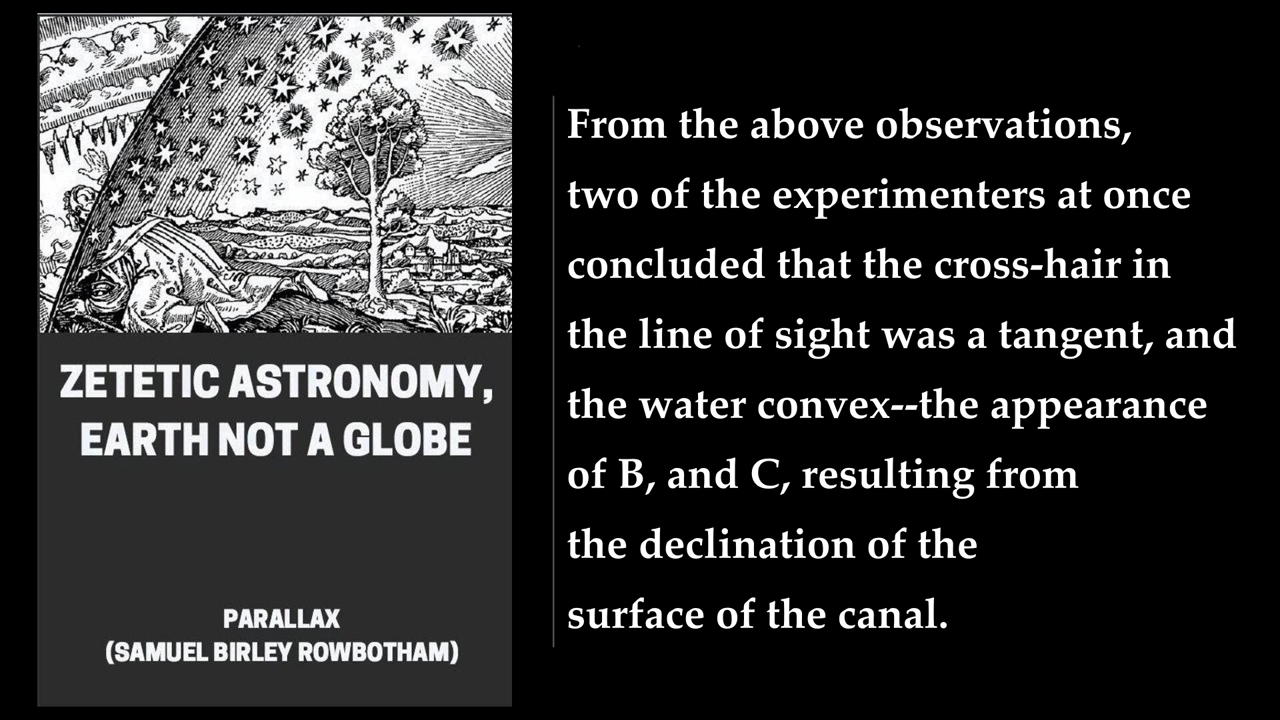 ZETETIC ASTRONOMY,
EARTH NOT A GLOBE
PARALLAX
(SAMUEL BIRLEY ROWBOTHAM)
From the above observations,
two of the experimenters at once
concluded that the cross-hair in
the line of sight was a tangent, and
the water convex--the appearance
of B, and C, resulting from
the declination of the
surface of the canal.